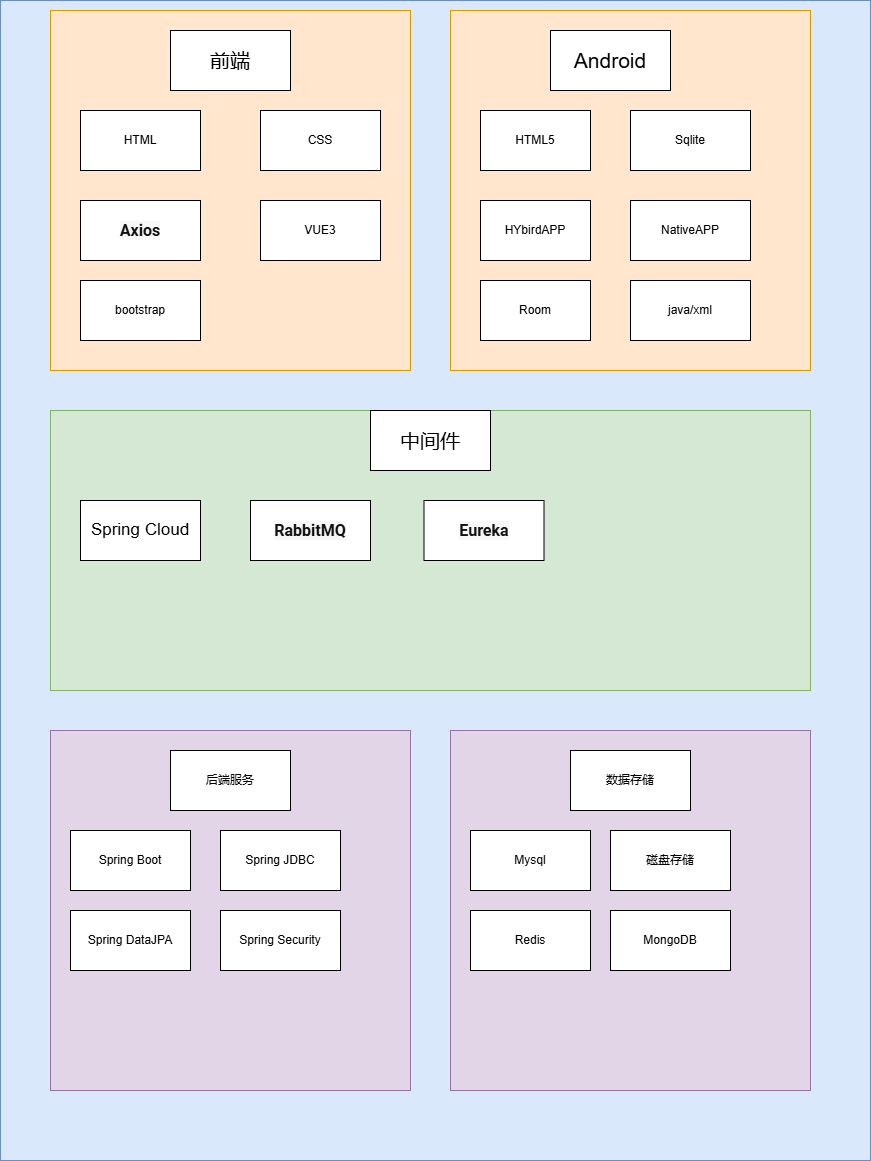 前端
HTML
CSS
Axios
VUE3
bootstrap
Android
HTML5
Sqlite
HYbirdAPP
NativeAPP
Room
java/xml
中间件
Spring Cloud
RabbitMQ
Eureka
后端服务
Spring Boot
Spring JDBC
Spring DataJPA
Spring Security
数据存储
Mysql
磁盘存储
Redis
MongoDB